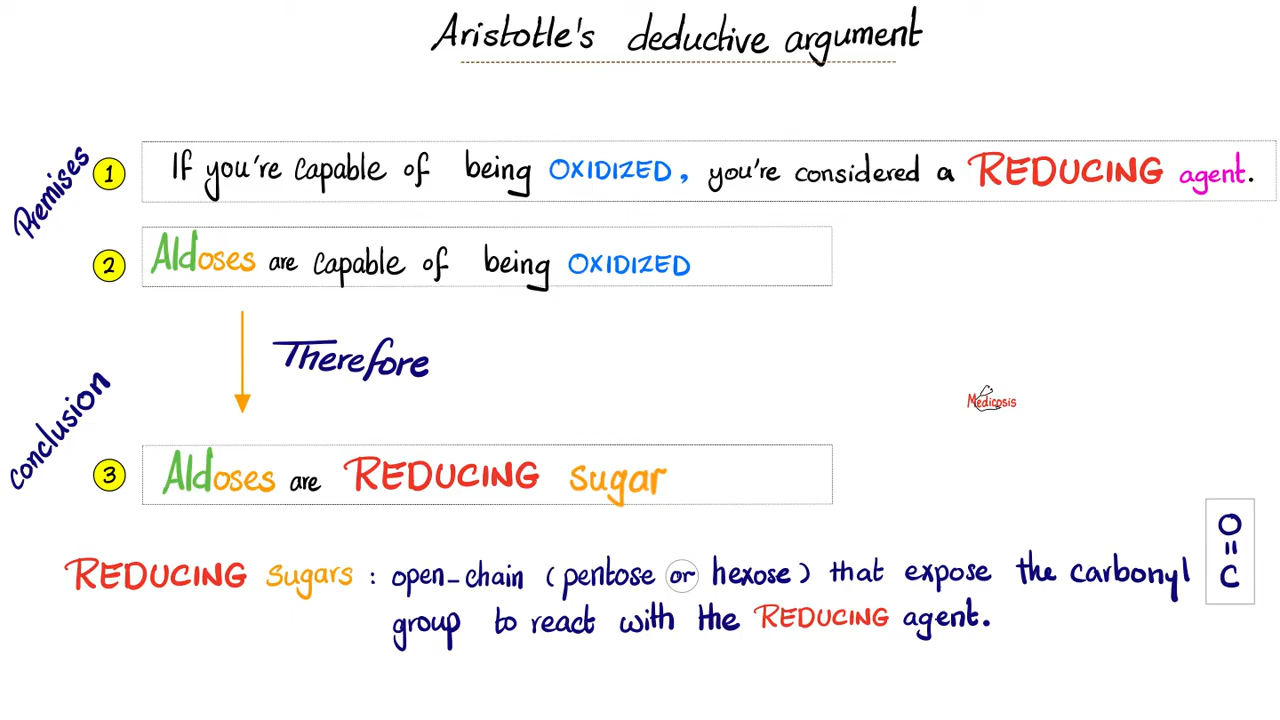 Aristotle's deductive argument
Premises
1 If you're capable of being OXIDIZED, you're considered a REDUCING agent.
2 Aldoses are capable of being OXIDIZED
Therefore
Conclusion
Medicosis
3 Aldoses are REDUCING sugar
REDUCING sugars : open-chain (pentose or hexose) that expose the carbonyl
group to react with the REDUCING agent.
O
=
C